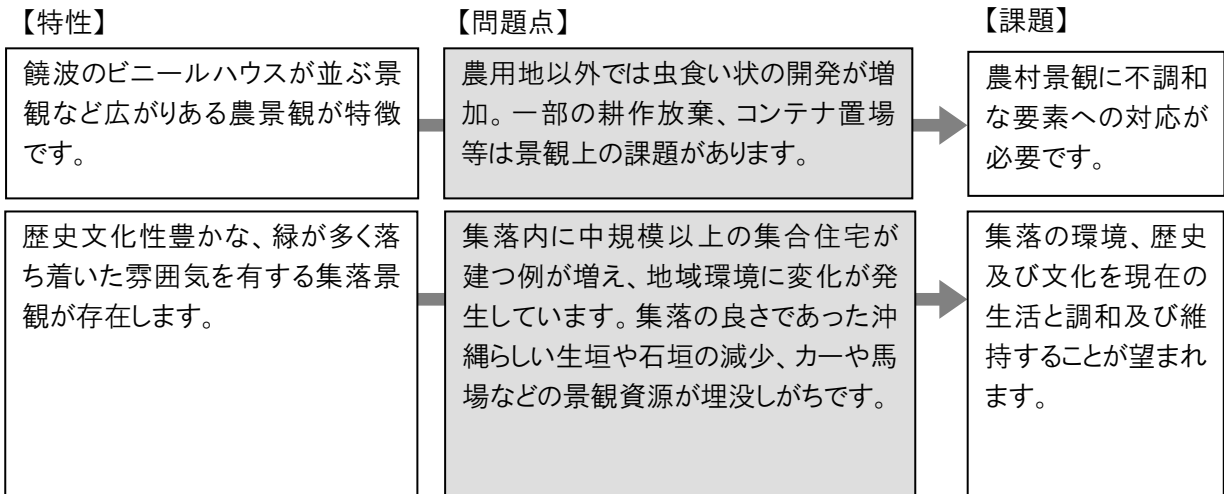 【特性】
【問題点】
【課題】
饒波のビニールハウスが並ぶ景
観など広がりある農景観が特徴
です。
農用地以外では虫食い状の開発が増
加。一部の耕作放棄、コンテナ置場
等は景観上の課題があります。
農村景観に不調和
な要素への対応が
必要です。
歴史文化性豊かな、緑が多く落
ち着いた雰囲気を有する集落景
観が存在します。
集落内に中規模以上の集合住宅が
建つ例が増え、地域環境に変化が発
生しています。集落の良さであった沖
縄らしい生垣や石垣の減少、カーや馬
場などの景観資源が埋没しがちです。
集落の環境、歴史
及び文化を現在の
生活と調和及び維
持することが望まれ
ます。